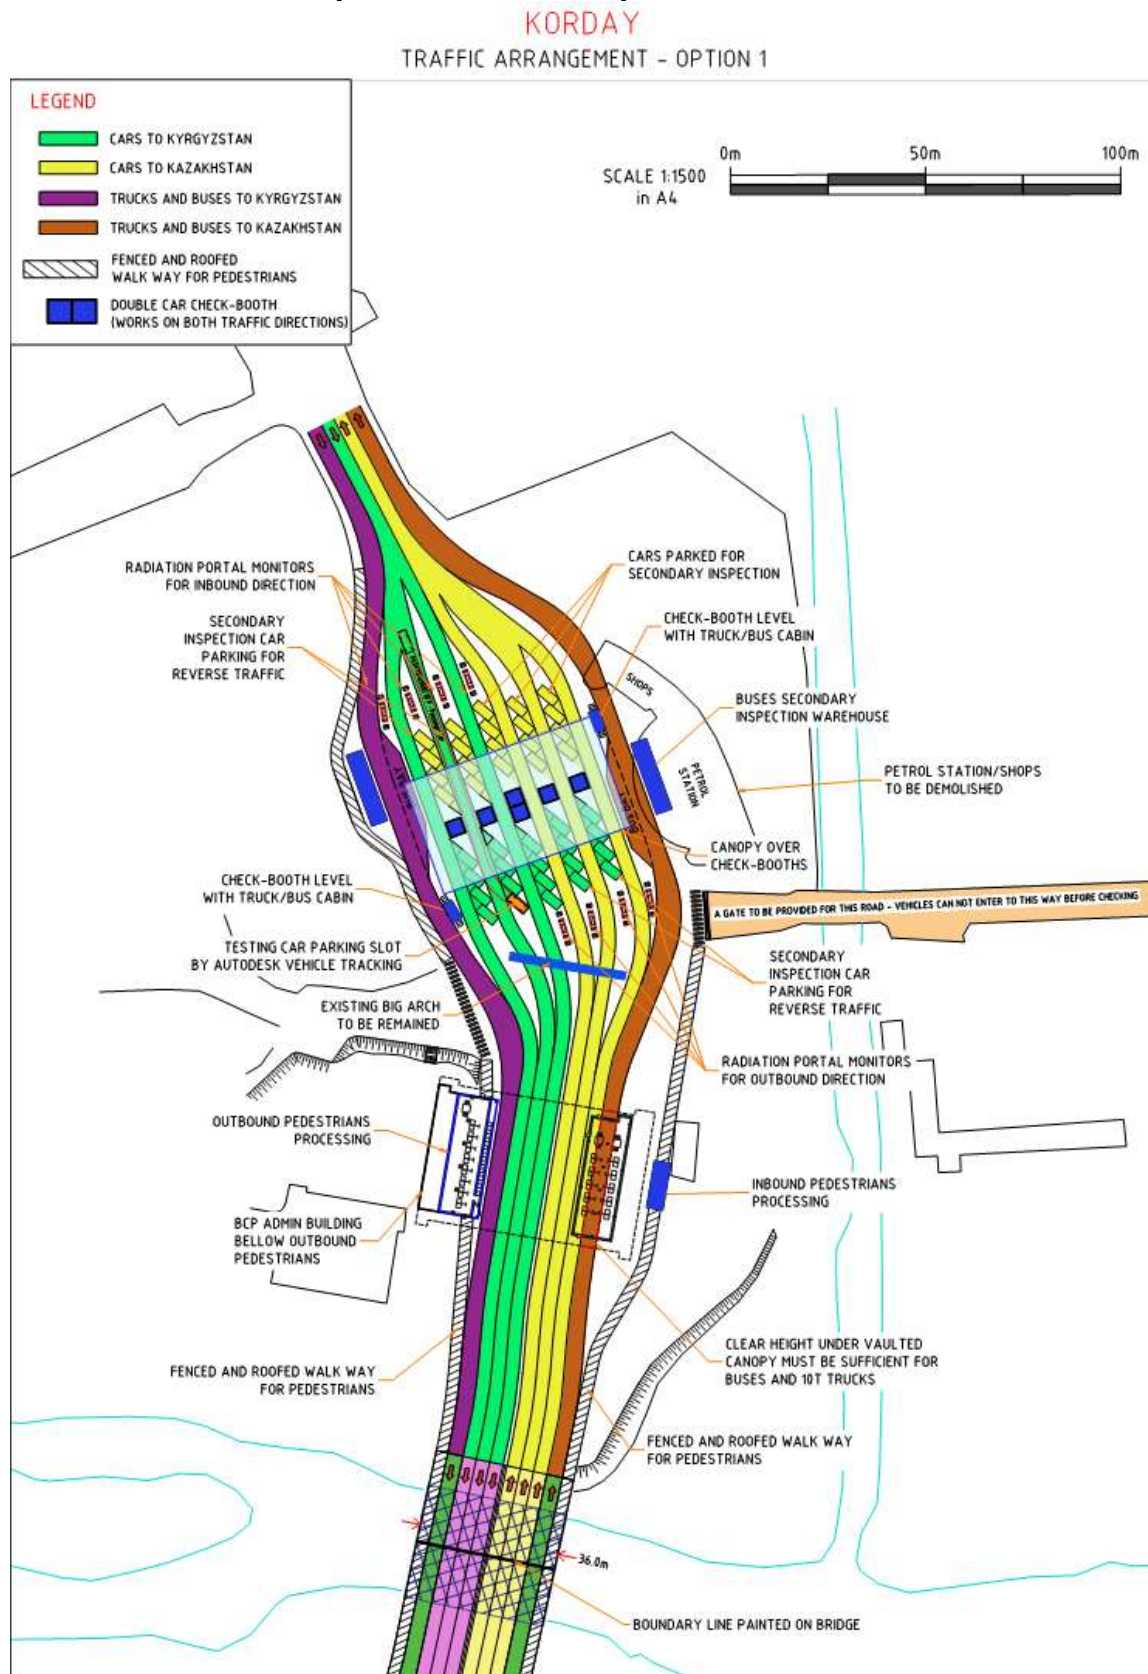 KORDAY
TRAFFIC ARRANGEMENT - OPTION 1
LEGEND
CARS TO KYRGYZSTAN
CARS TO KAZAKHSTAN
TRUCKS AND BUSES TO KYRGYZSTAN
TRUCKS AND BUSES TO KAZAKHSTAN
FENCED AND ROOFED
WALK WAY FOR PEDESTRIANS
DOUBLE CAR CHECK-BOOTH
(WORKS ON BOTH TRAFFIC DIRECTIONS)
0m 50m 100m
SCALE 1:1500
in A4
RADIATION PORTAL MONITORS
FOR INBOUND DIRECTION
CARS PARKED FOR
SECONDARY INSPECTION
SECONDARY
INSPECTION CAR
PARKING FOR
REVERSE TRAFFIC
CHECK-BOOTH LEVEL
WITH TRUCK/BUS CABIN
SHOPS
BUSES SECONDARY
INSPECTION WAREHOUSE
PETROL
STATION
PETROL STATION/SHOPS
TO BE DEMOLISHED
CANOPY OVER
CHECK-BOOTHS
CHECK-BOOTH LEVEL
WITH TRUCK/BUS CABIN
A GATE TO BE PROVIDED FOR THIS ROAD - VEHICLES CAN NOT ENTER TO THIS WAY BEFORE CHECKING
TESTING CAR PARKING SLOT
BY AUTODESK VEHICLE TRACKING
SECONDARY
INSPECTION CAR
PARKING FOR
REVERSE TRAFFIC
EXISTING BIG ARCH
TO BE REMAINED
RADIATION PORTAL MONITORS
FOR OUTBOUND DIRECTION
OUTBOUND PEDESTRIANS
PROCESSING
INBOUND PEDESTRIANS
PROCESSING
BCP ADMIN BUILDING
BELLOW OUTBOUND
PEDESTRIANS
CLEAR HEIGHT UNDER VAULTED
CANOPY MUST BE SUFFICIENT FOR
BUSES AND 10T TRUCKS
FENCED AND ROOFED WALK WAY
FOR PEDESTRIANS
FENCED AND ROOFED WALK WAY
FOR PEDESTRIANS
36.0m
BOUNDARY LINE PAINTED ON BRIDGE